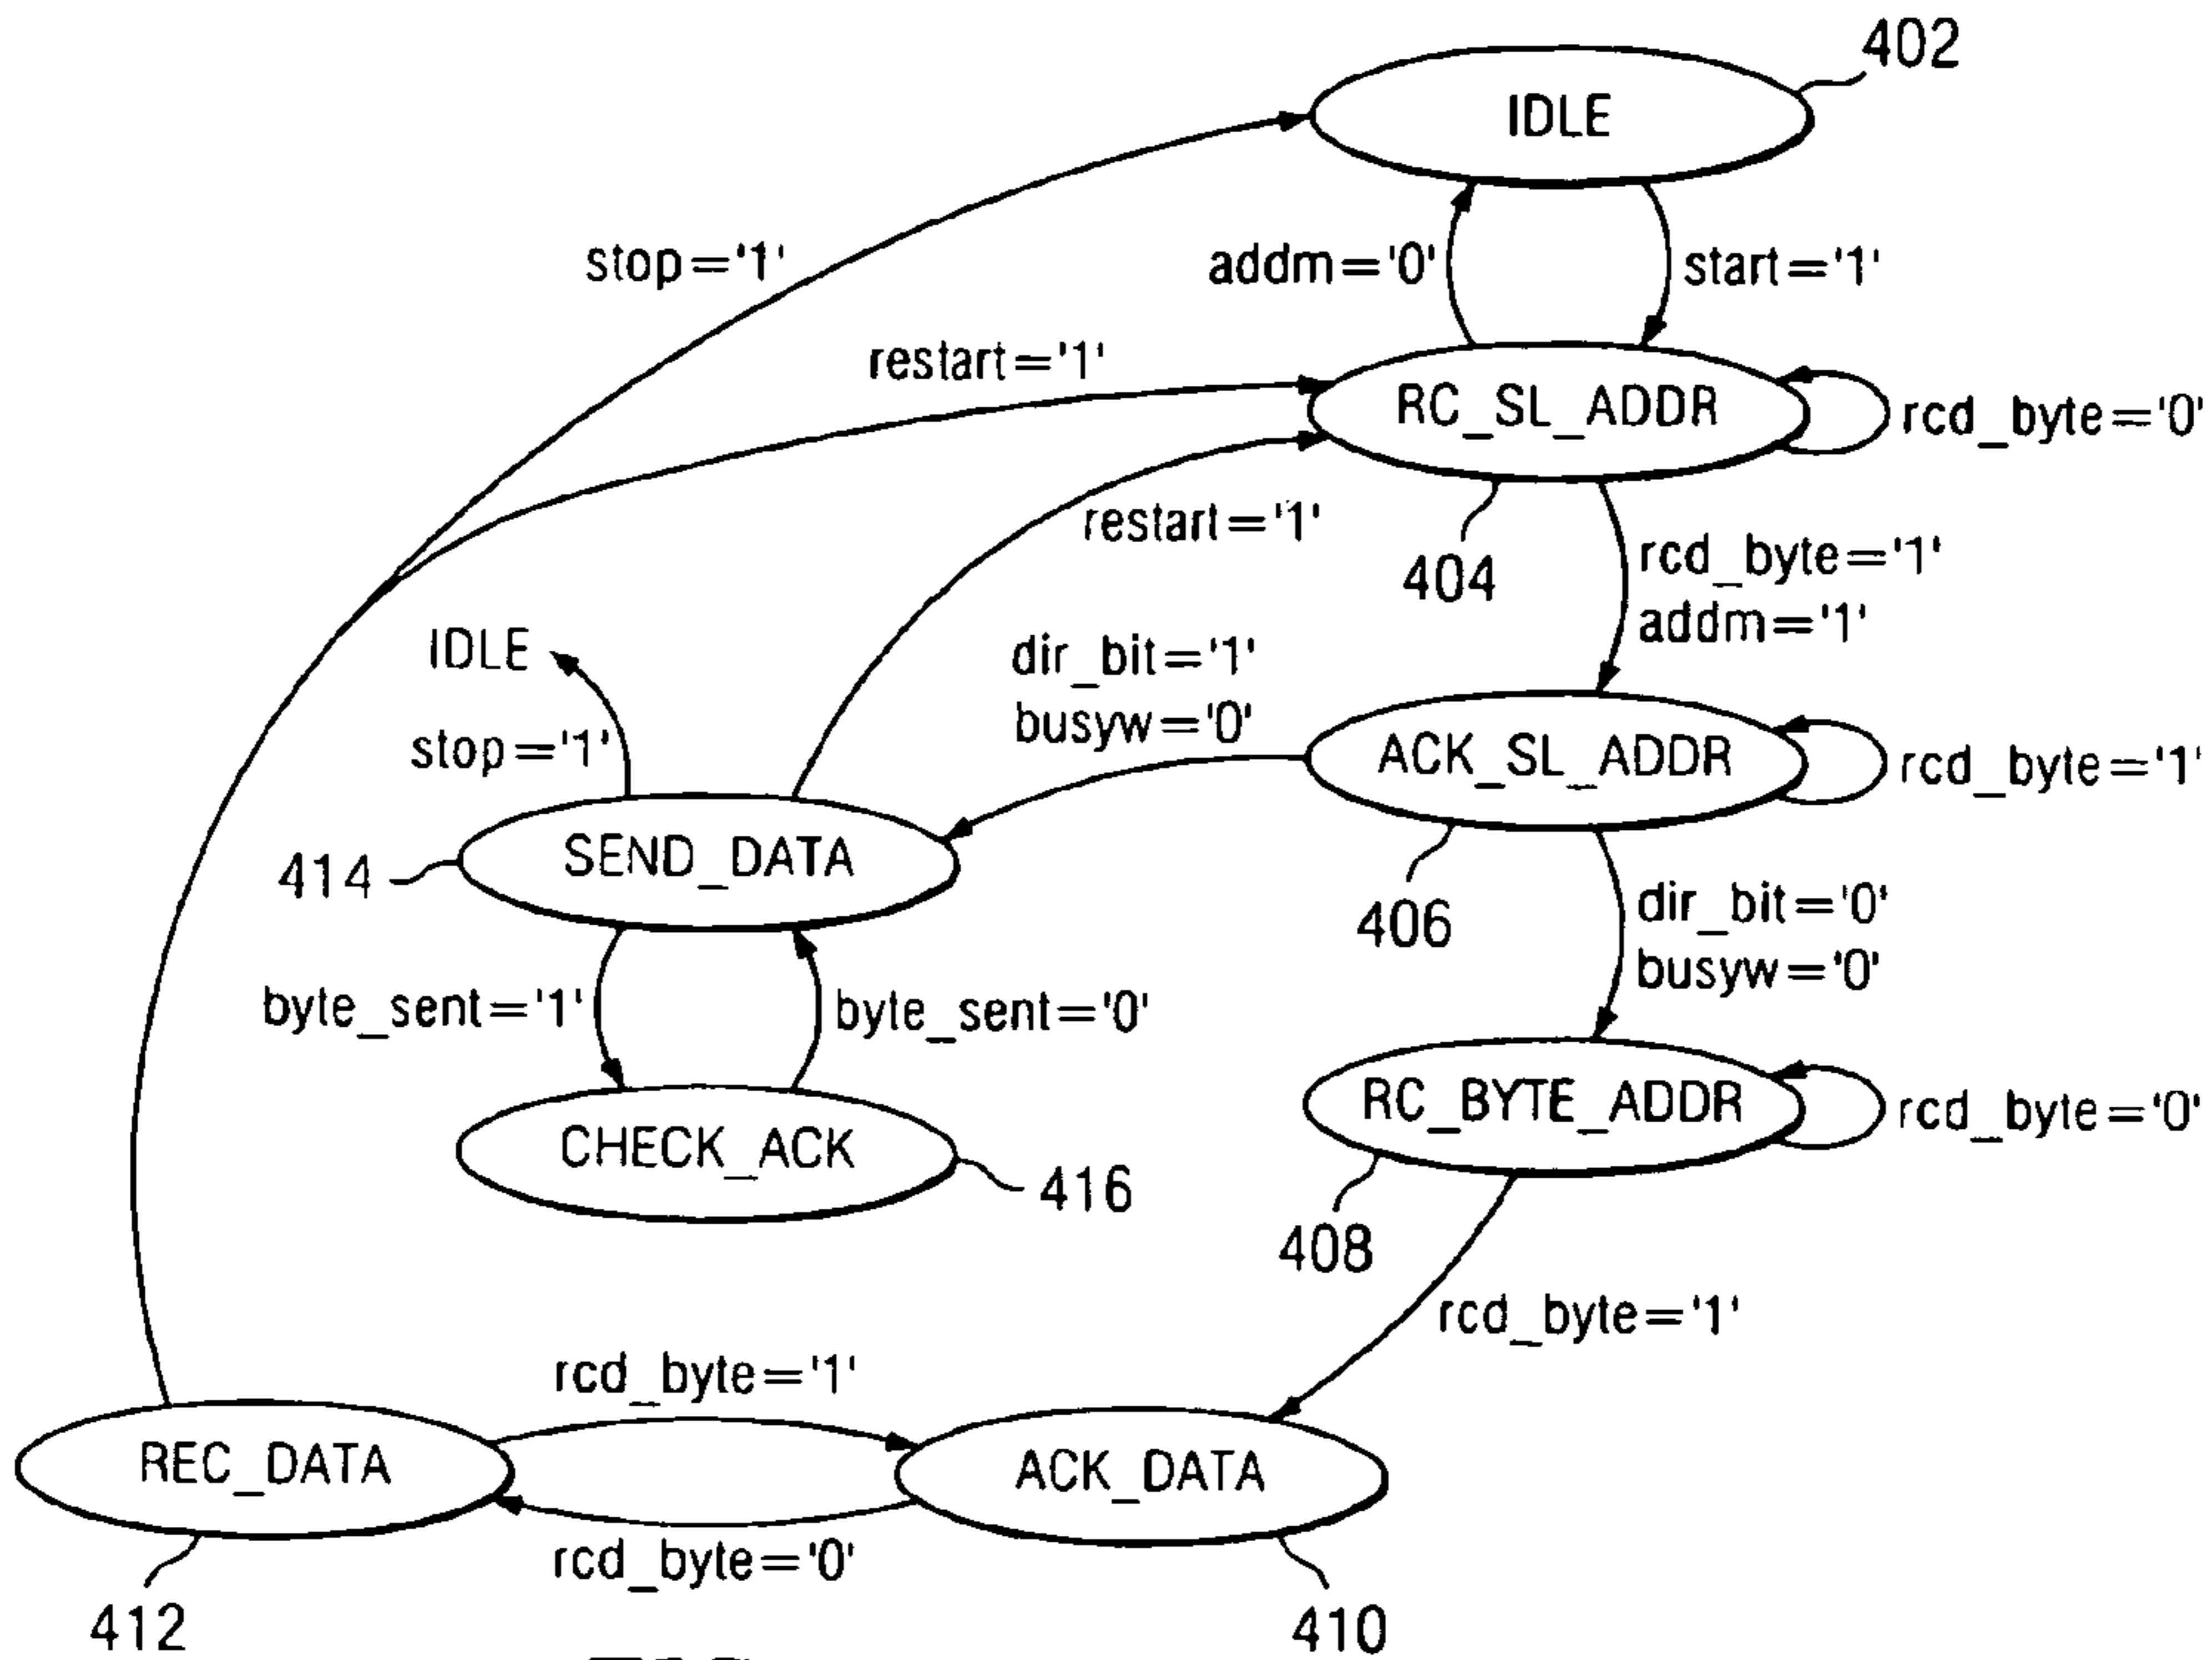 402
IDLE
stop='1'
addm='0'
start='1'
restart='1'
RC_SL_ADDR
rcd_byte='0'
restart='1'
404
rcd_byte='1'
addm='1'
IDLE
stop='1'
dir_bit='1'
busyw='0'
ACK_SL_ADDR
rcd_byte='1'
414
SEND_DATA
406
dir_bit='0'
busyw='0'
byte_sent='1'
byte_sent='0'
CHECK_ACK
416
RC_BYTE_ADDR
rcd_byte='0'
408
rcd_byte='1'
rcd_byte='1'
REC_DATA
ACK_DATA
rcd_byte='0'
412
410